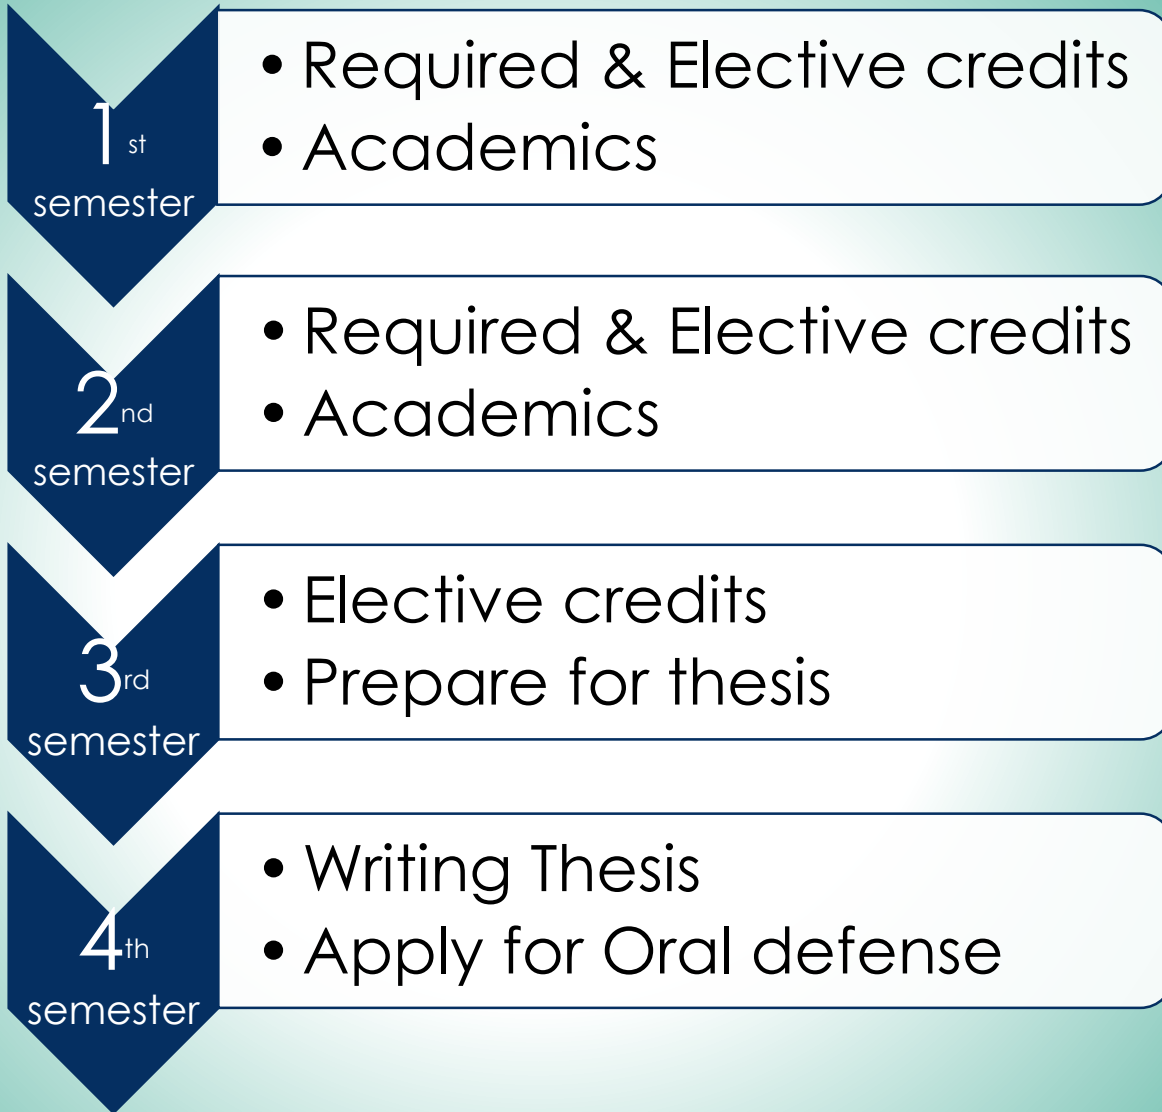 1st
semester
• Required & Elective credits
• Academics
2nd
semester
• Required & Elective credits
• Academics
3rd
semester
• Elective credits
• Prepare for thesis
4th
semester
• Writing Thesis
• Apply for Oral defense